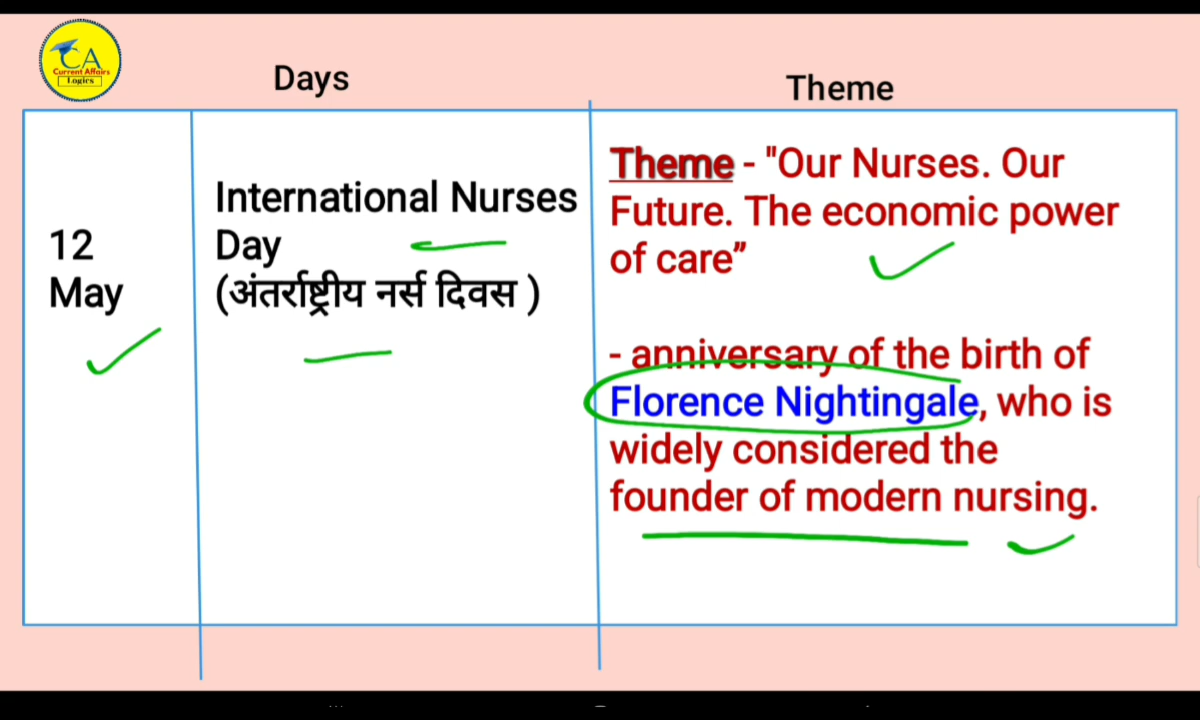 CA
Current Affairs
Logics
Days
Theme
12
May
International Nurses
Day
(अंतर्राष्ट्रीय नर्स दिवस )
Theme - "Our Nurses. Our
Future. The economic power
of care”
- anniversary of the birth of
Florence Nightingale, who is
widely considered the
founder of modern nursing.